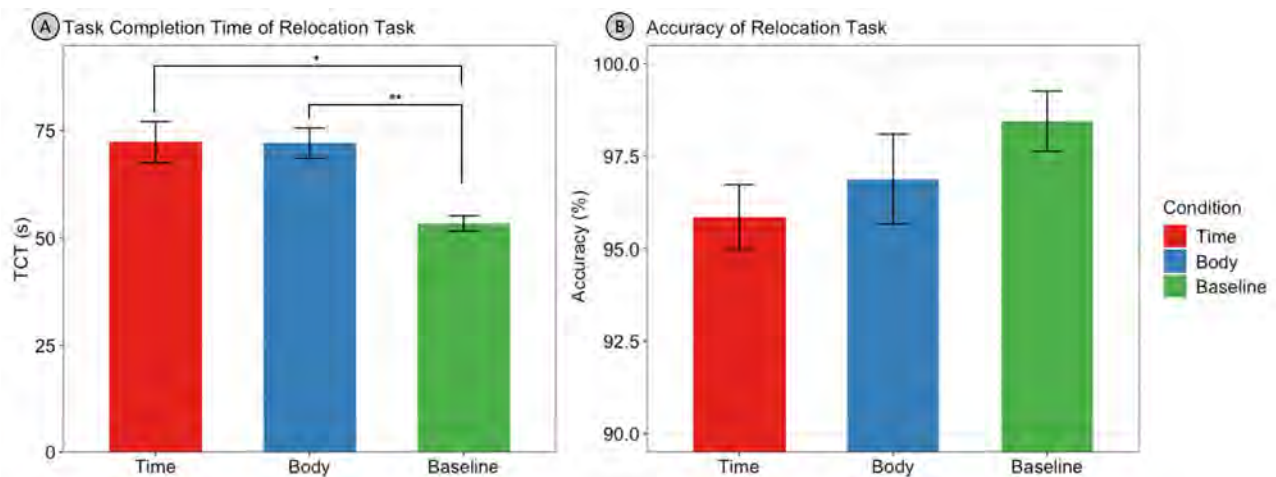 A Task Completion Time of Relocation Task
*
**
75
50
25
0
TCT (s)
Time Body Baseline
B Accuracy of Relocation Task
100.0
97.5
95.0
92.5
90.0
Accuracy (%)
Time Body Baseline
Condition
Time
Body
Baseline